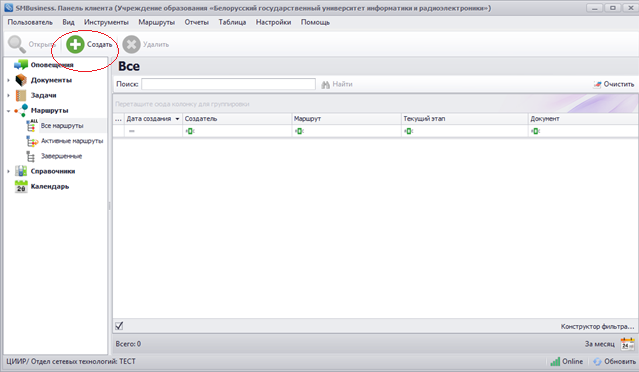 SMBusiness. Панель клиента (Учреждение образования «Белорусский государственный университет информатики и радиоэлектроники»)
Пользователь Вид Инструменты Маршруты Отчеты Таблица Настройки Помощь
Открыть Создать Удалить
Оповещения
Документы
Задачи
Маршруты
ALL
Все маршруты
Активные маршруты
Завершенные
Справочники
26
Календарь
Все
Поиск: Найти Очистить
Перетащите сюда колонку для группировки
... Дата создания Создатель Маршрут Текущий этап Документ
Конструктор фильтра...
Всего: 0 За месяц 24
ЦИИР/ Отдел сетевых технологий: ТЕСТ Online Обновить